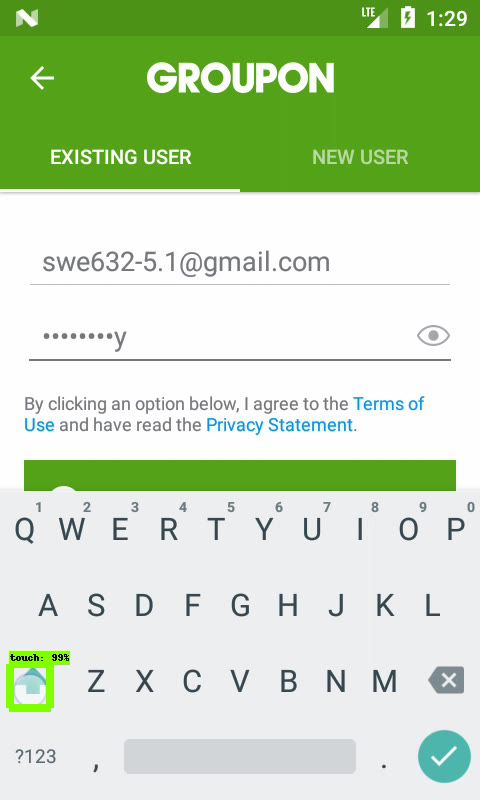 N LTE 1:29
GROUPON
EXISTING USER NEW USER
swe632-5.1@gmail.com
••••••••y
By clicking an option below, I agree to the Terms of
Use and have read the Privacy Statement.
1 2 3 4 5 6 7 8 9 0
Q W E R T Y U I O P
A S D F G H J K L
touch: 99%
Z X C V B N M
?123 , .